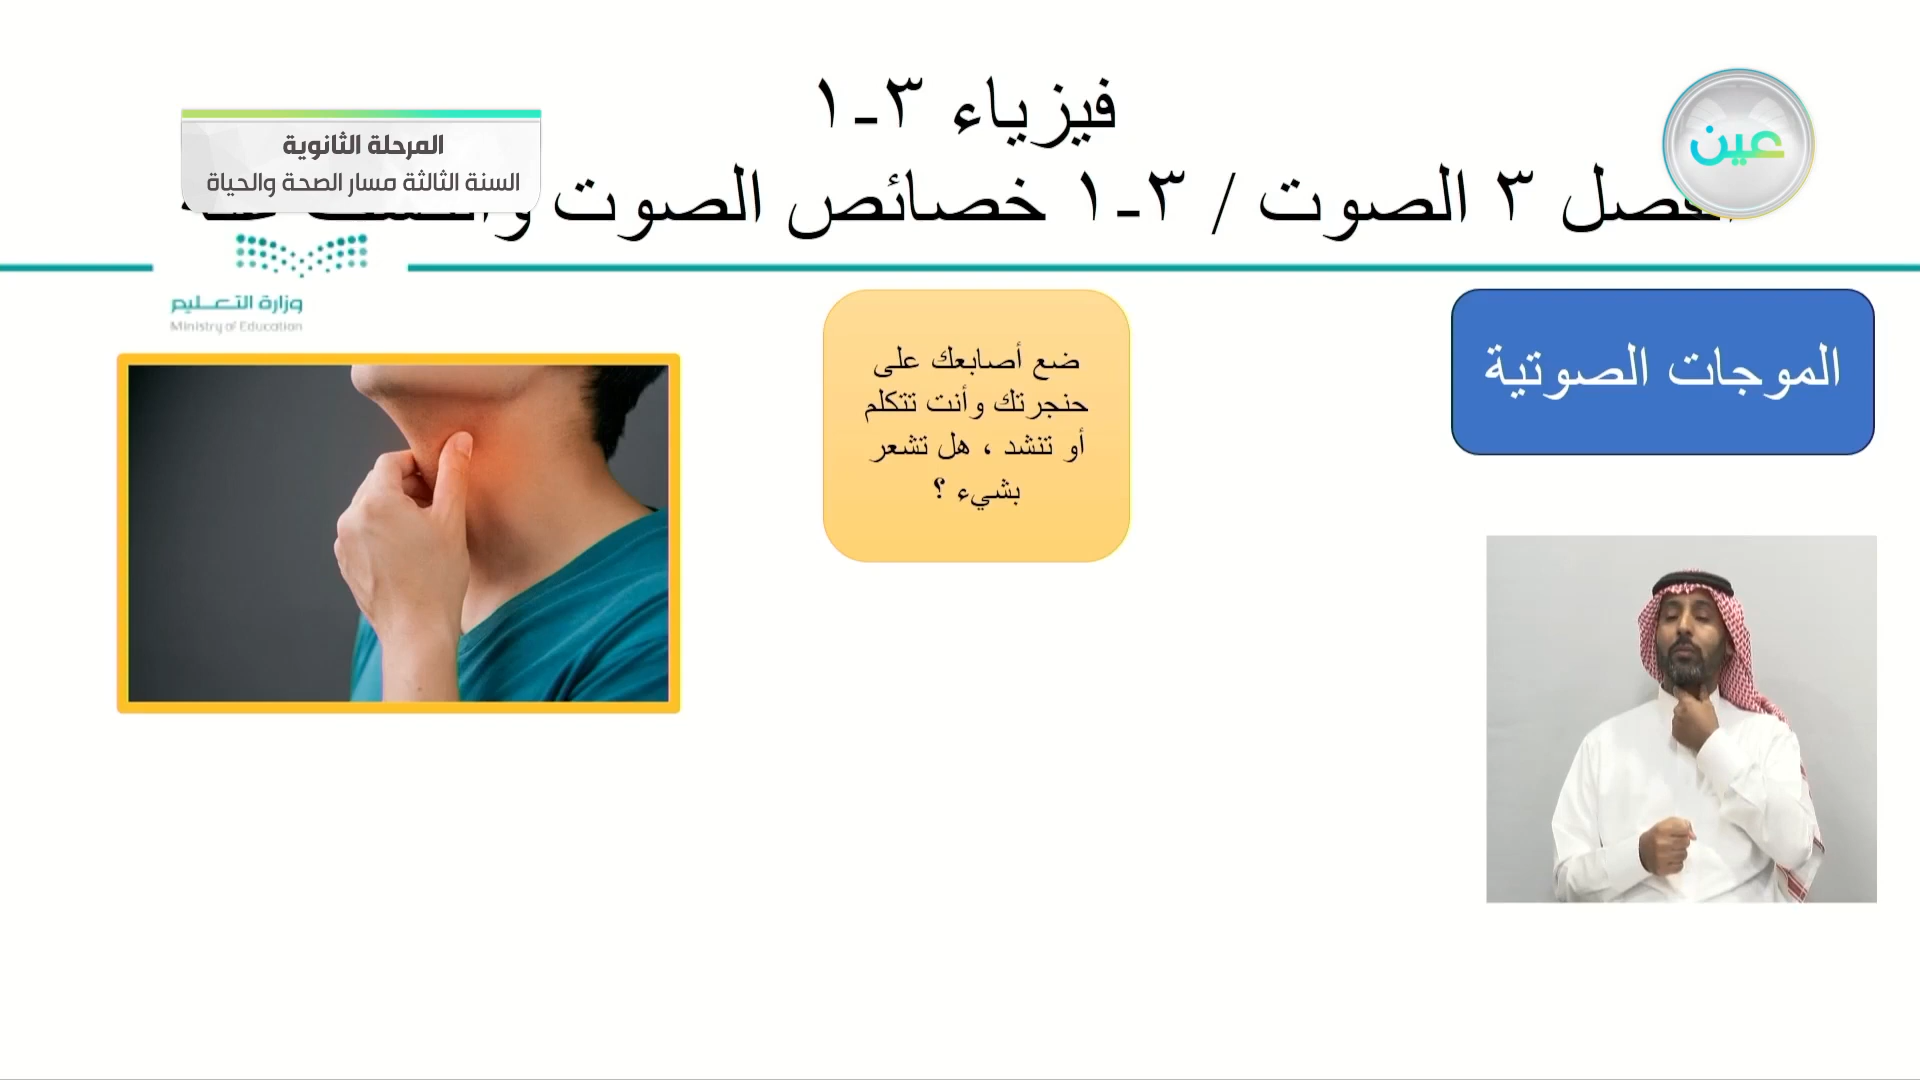 فيزياء ٣-١
المرحلة الثانوية
السنة الثالثة مسار الصحة والحياة
عين
٣ الصوت / ٣-١ خصائص الصوت
وزارة التعليم
Ministry of Education
الموجات الصوتية
ضع أصابعك على
حنجرتك وأنت تتكلم
أو تنشد ، هل تشعر
بشيء ؟